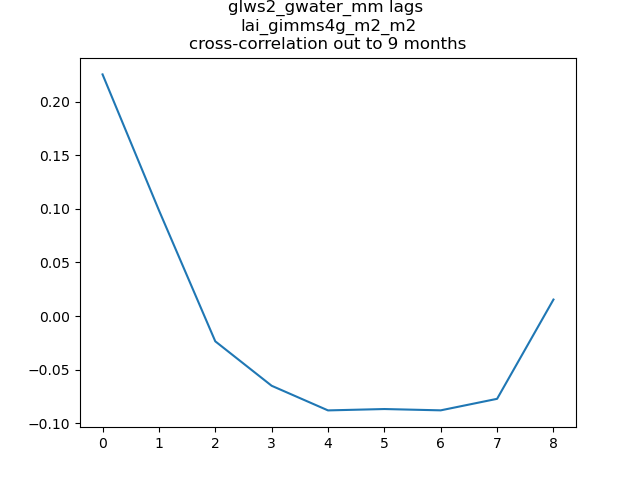 glws2_gwater_mm lags
lai_gimms4g_m2_m2
cross-correlation out to 9 months
0.20
0.15
0.10
0.05
0.00
−0.05
−0.10
0 1 2 3 4 5 6 7 8